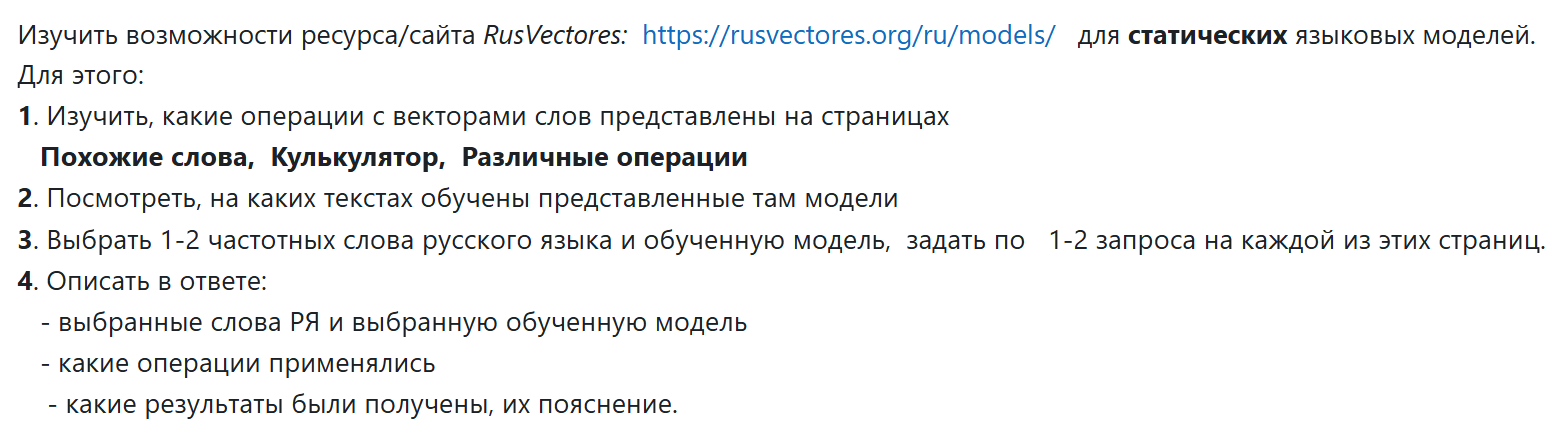 Изучить возможности ресурса/сайта RusVectores: https://rusvectores.org/ru/models/ для статических языковых моделей.
Для этого:
1. Изучить, какие операции с векторами слов представлены на страницах
Похожие слова, Кулькулятор, Различные операции
2. Посмотреть, на каких текстах обучены представленные там модели
3. Выбрать 1-2 частотных слова русского языка и обученную модель, задать по 1-2 запроса на каждой из этих страниц.
4. Описать в ответе:
- выбранные слова РЯ и выбранную обученную модель
- какие операции применялись
- какие результаты были получены, их пояснение.